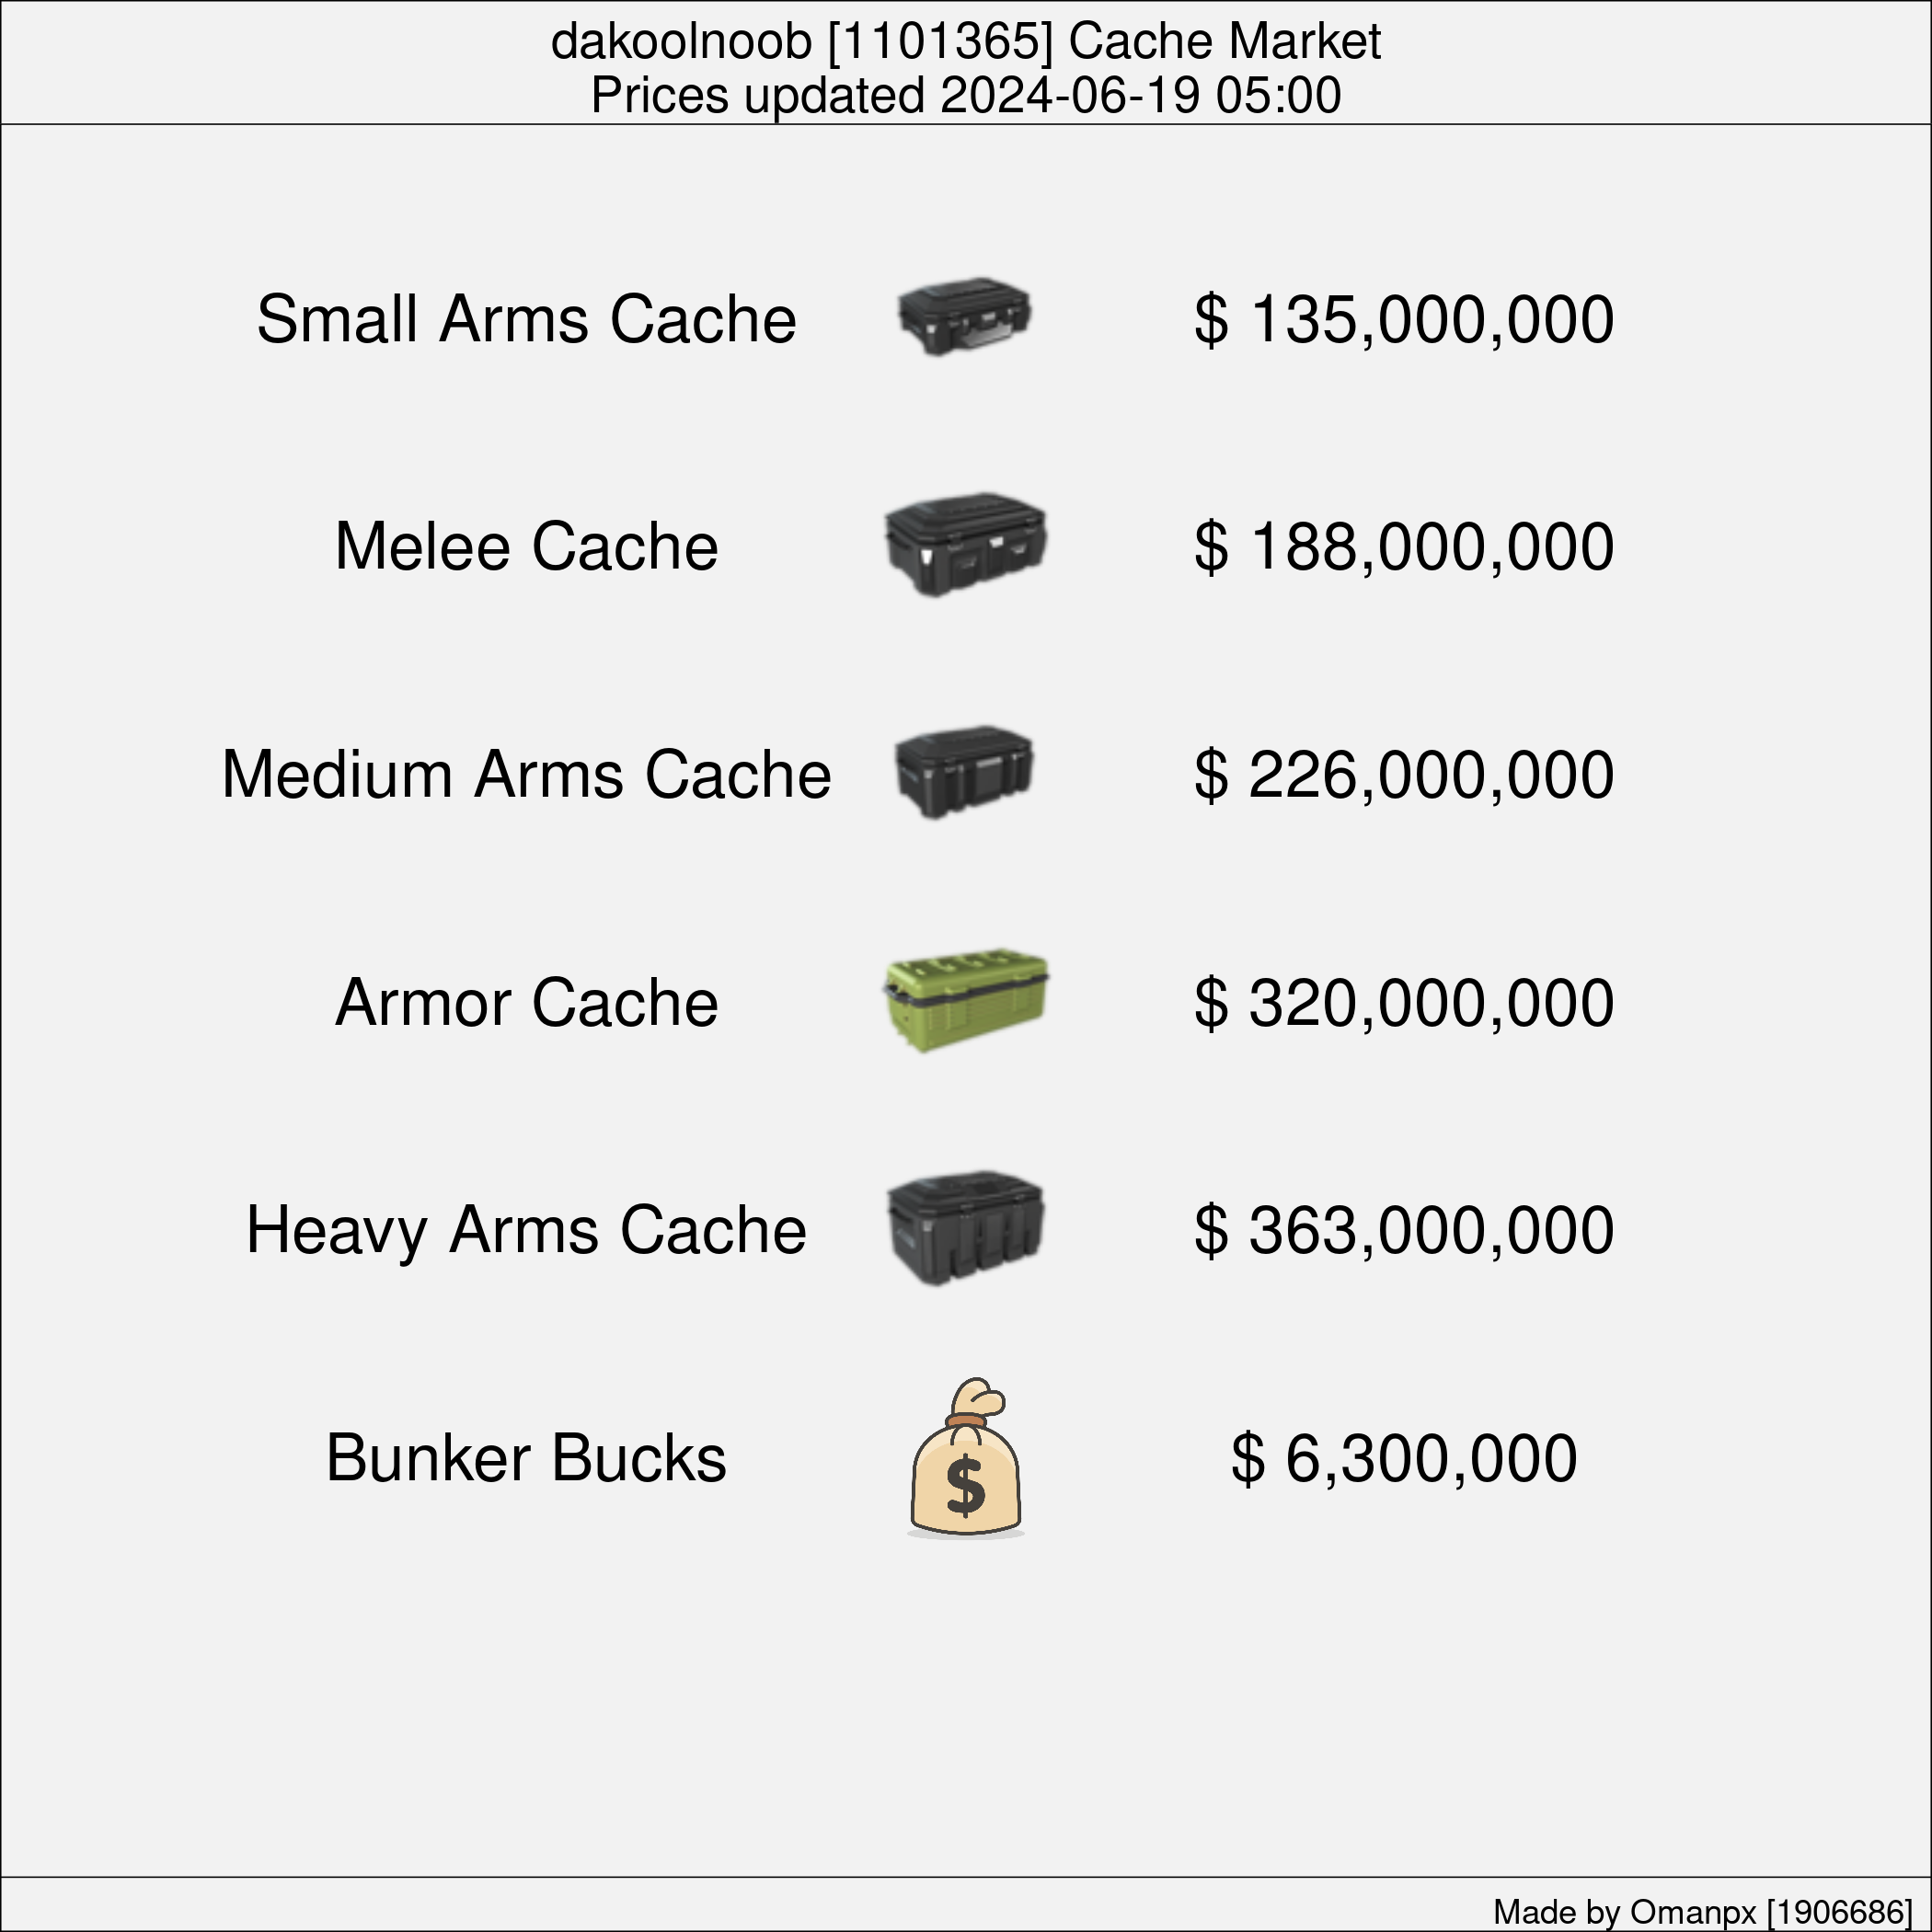 dakoolnoob [1101365] Cache Market
Prices updated 2024-06-19 05:00
Small Arms Cache $ 135,000,000
Melee Cache $ 188,000,000
Medium Arms Cache $ 226,000,000
Armor Cache $ 320,000,000
Heavy Arms Cache $ 363,000,000
Bunker Bucks $ $ 6,300,000
Made by Omanpx [1906686]